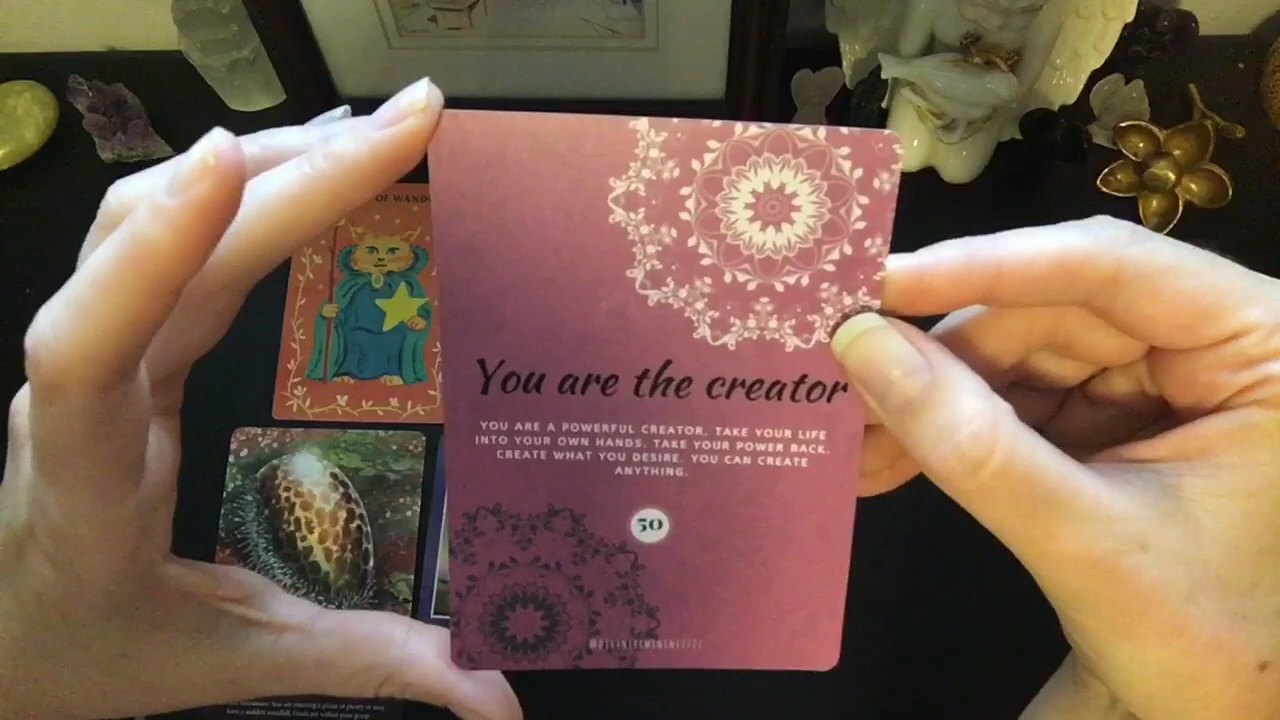 OF WANDS
You are the creator
YOU ARE A POWERFUL CREATOR. TAKE YOUR LIFE
INTO YOUR OWN HANDS. TAKE YOUR POWER BACK.
CREATE WHAT YOU DESIRE. YOU CAN CREATE
ANYTHING.
50